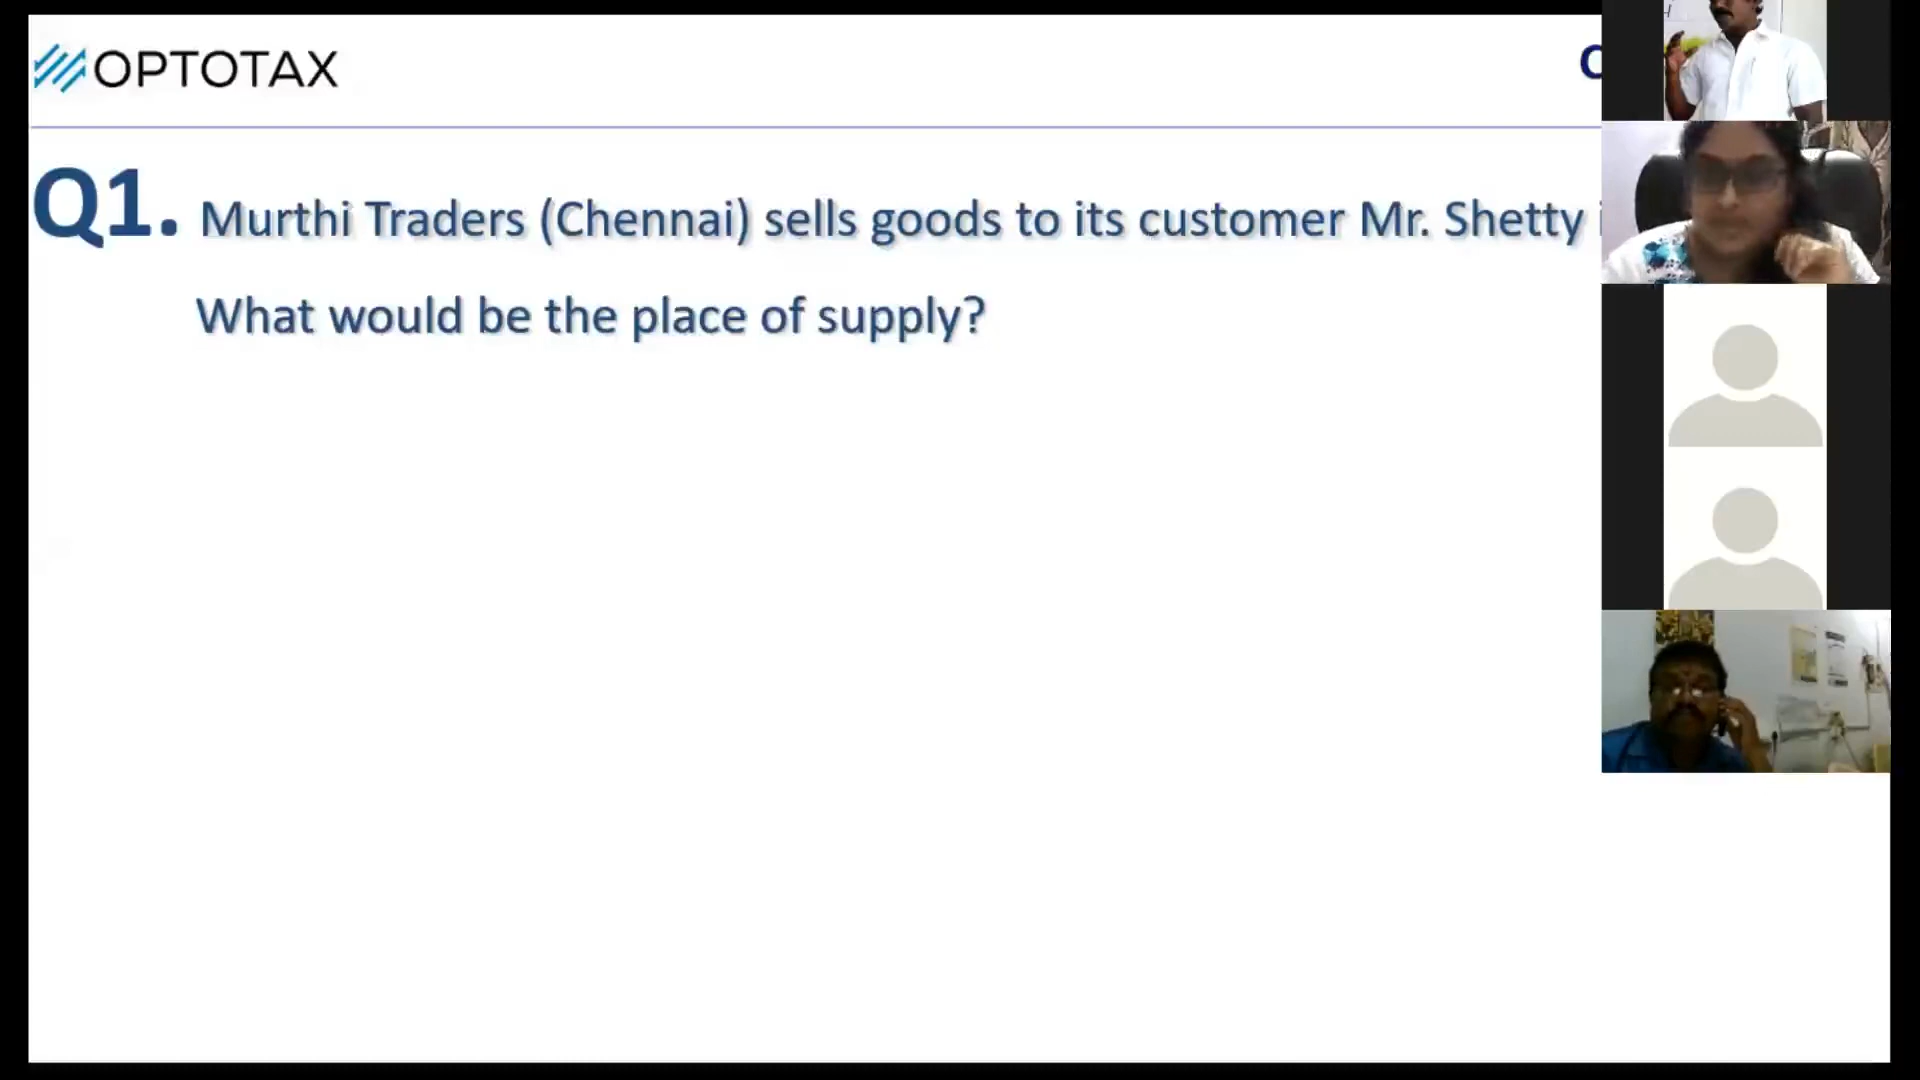 OPTOTAX
Q1. Murthi Traders (Chennai) sells goods to its customer Mr. Shetty
What would be the place of supply?